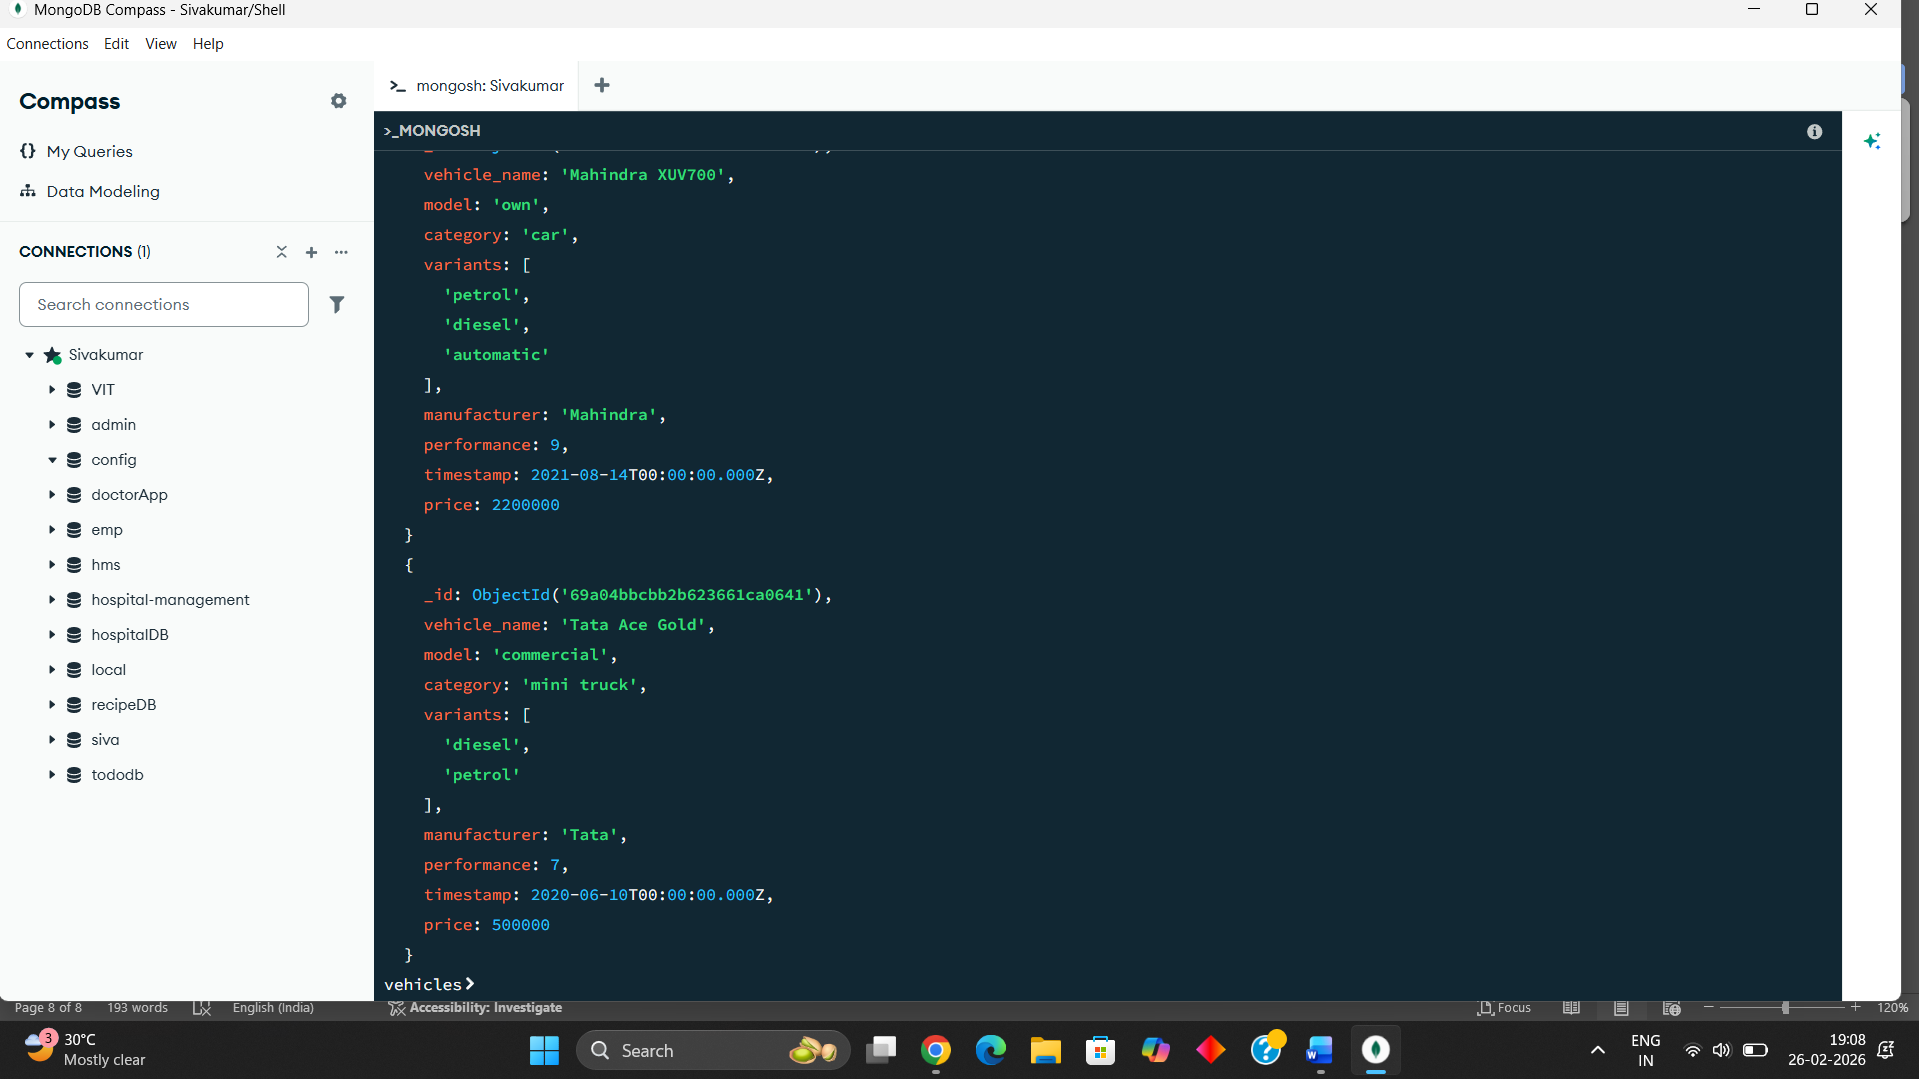 MongoDB Compass - Sivakumar/Shell
Connections Edit View Help
Compass
My Queries
Data Modeling
CONNECTIONS (1)
Search connections
Sivakumar
VIT
admin
config
doctorApp
emp
hms
hospital-management
hospitalDB
local
recipeDB
siva
tododb
>_ mongosh: Sivakumar
>_MONGOSH
vehicle_name: 'Mahindra XUV700',
model: 'own',
category: 'car',
variants: [
'petrol',
'diesel',
'automatic'
],
manufacturer: 'Mahindra',
performance: 9,
timestamp: 2021-08-14T00:00:00.000Z,
price: 2200000
}
{
_id: ObjectId('69a04bbcbb2b623661ca0641'),
vehicle_name: 'Tata Ace Gold',
model: 'commercial',
category: 'mini truck',
variants: [
'diesel',
'petrol'
],
manufacturer: 'Tata',
performance: 7,
timestamp: 2020-06-10T00:00:00.000Z,
price: 500000
}
vehicles>
Page 8 of 8 193 words English (India) Accessibility: Investigate Focus 120%
3
30°C
Mostly clear
Search
ENG
IN
19:08
26-02-2026